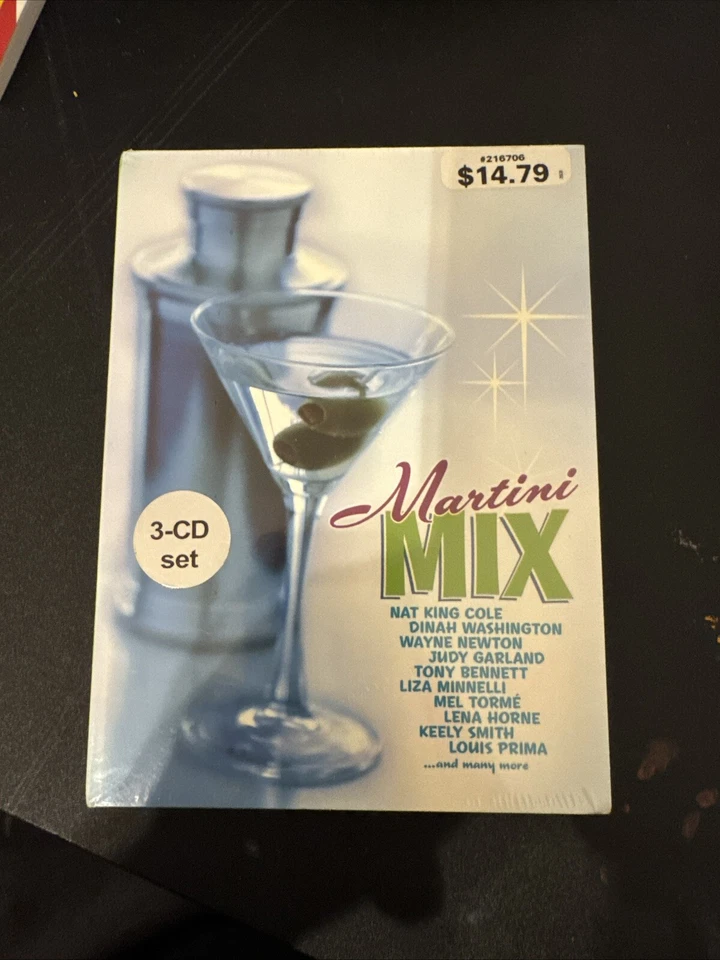 #216706
$14.79
3-CD
set
Martini
MIX
NAT KING COLE
DINAH WASHINGTON
WAYNE NEWTON
JUDY GARLAND
TONY BENNETT
LIZA MINNELLI
MEL TORMÉ
LENA HORNE
KEELY SMITH
LOUIS PRIMA
...and many more